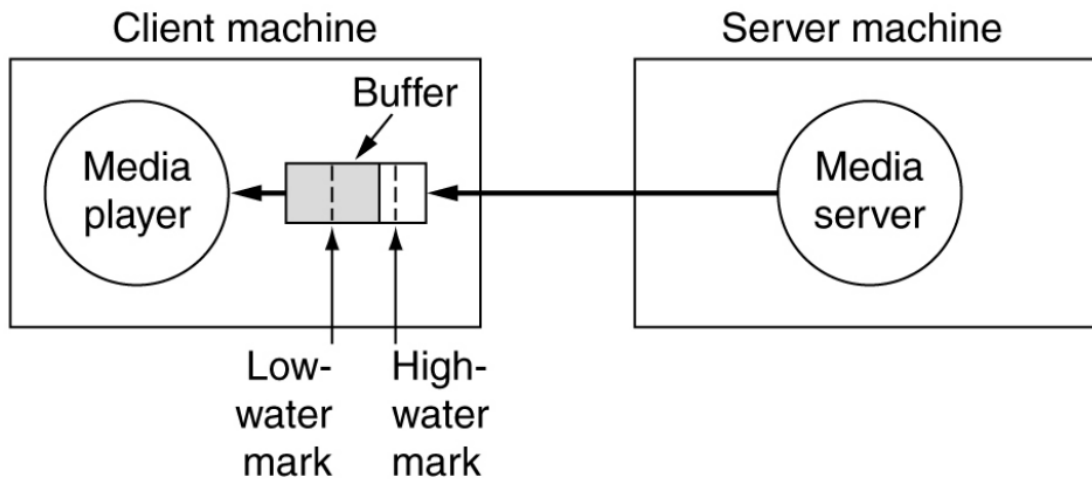 Client machine
Server machine
Buffer
Media
player
Media
server
Low-
water
mark
High-
water
mark